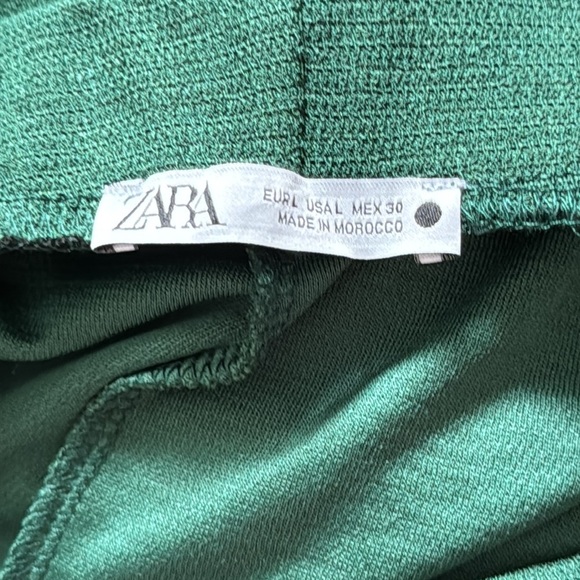 ZARA
EUR L USA L MEX 30
MADE IN MOROCCO